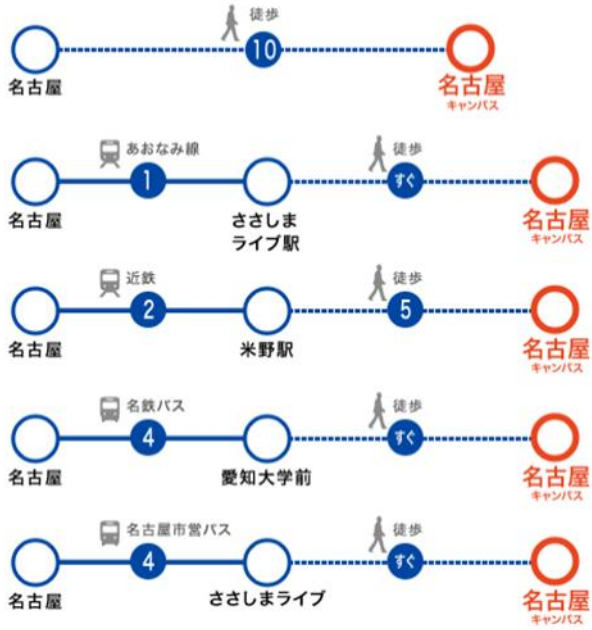 徒歩
10
名古屋
名古屋
キャンパス
あおなみ線
徒歩
1
すぐ
名古屋
ささしま
ライブ駅
名古屋
キャンパス
近鉄
徒歩
2
5
名古屋
米野駅
名古屋
キャンパス
名鉄バス
徒歩
4
すぐ
名古屋
愛知大学前
名古屋
キャンパス
名古屋市営バス
徒歩
4
すぐ
名古屋
ささしまライブ
名古屋
キャンパス